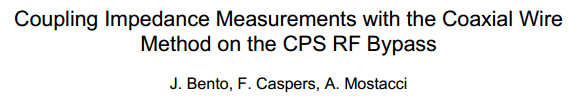 Coupling Impedance Measurements with the Coaxial Wire
Method on the CPS RF Bypass
J. Bento, F. Caspers, A. Mostacci